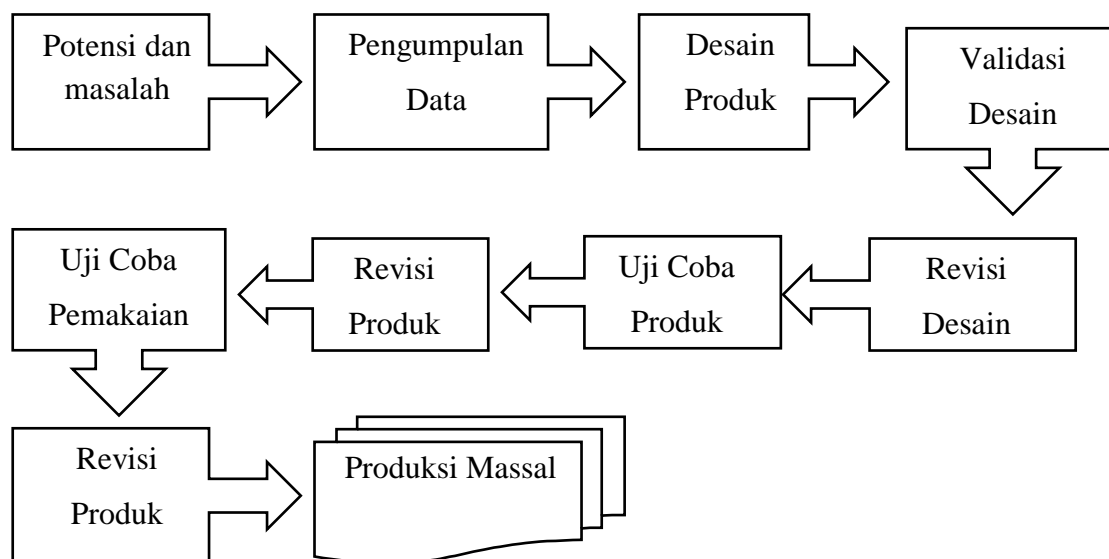 Potensi dan
masalah
Pengumpulan
Data
Desain
Produk
Validasi
Desain
Revisi
Desain
Uji Coba
Produk
Revisi
Produk
Uji Coba
Pemakaian
Revisi
Produk
Produksi Massal